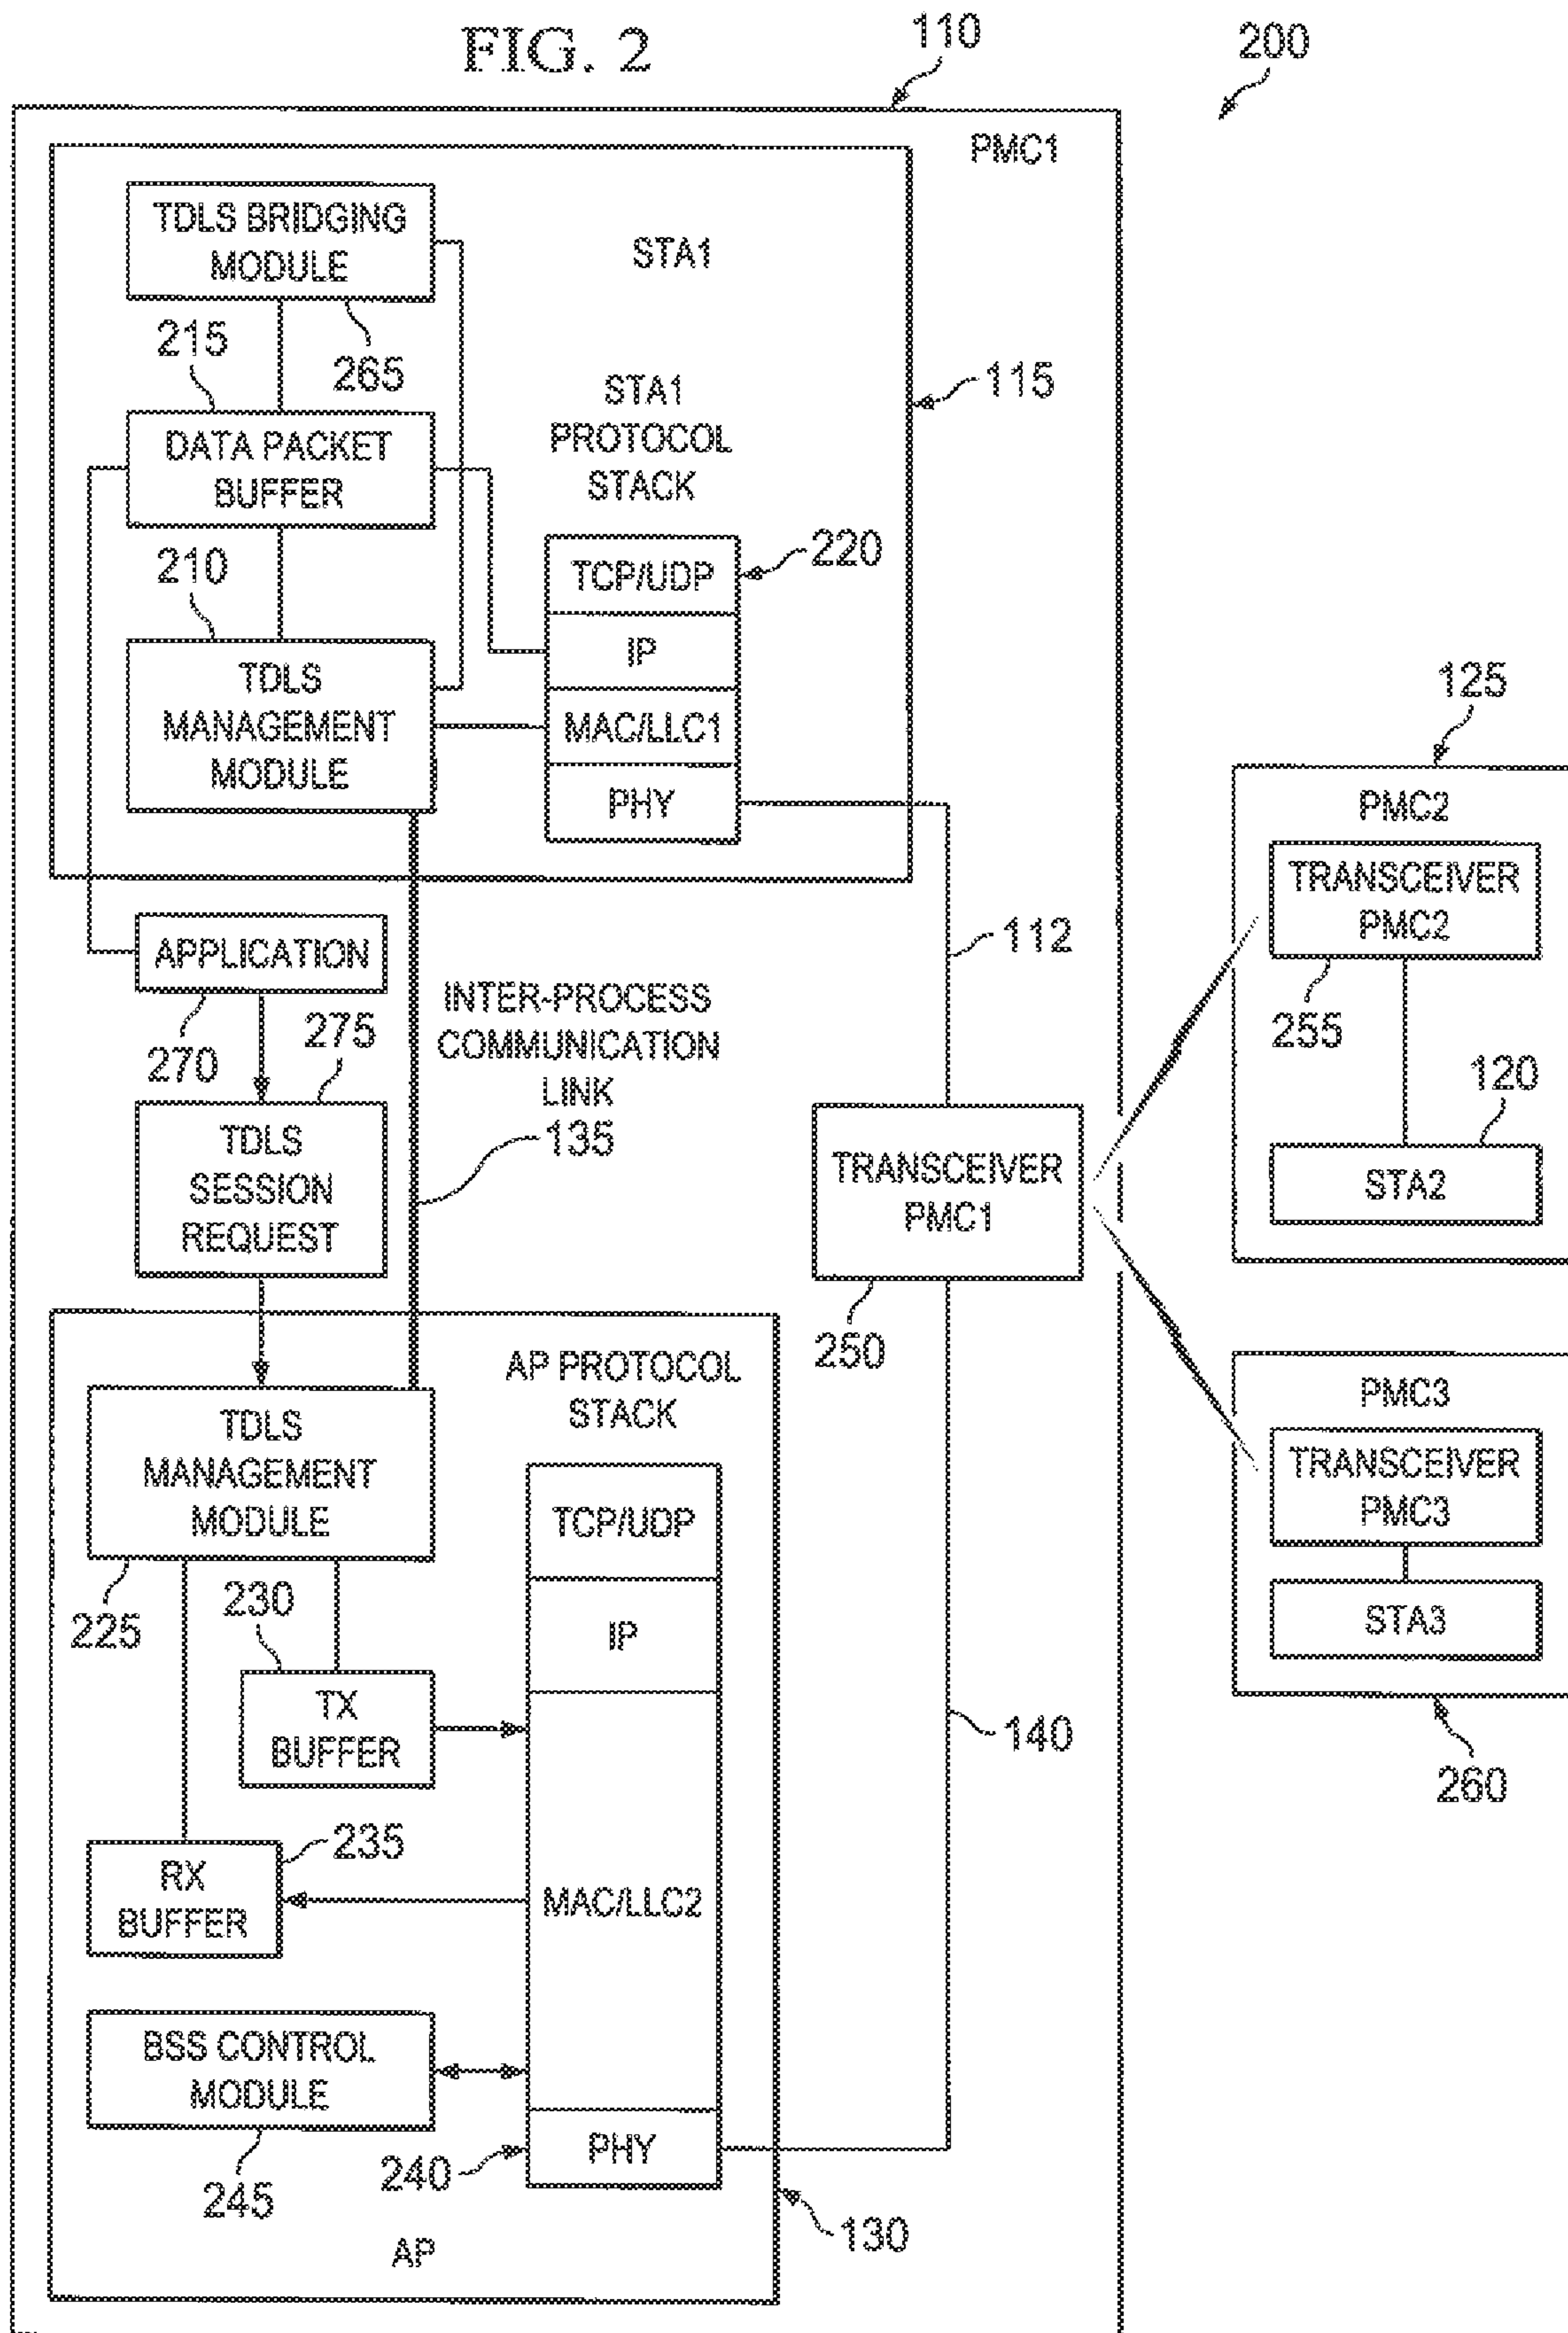 FIG. 2
110
200
PMC1
TDLS BRIDGING
MODULE
STA1
215
265
STA1
PROTOCOL
STACK
115
DATA PACKET
BUFFER
210
220
TCP/UDP
IP
MAC/LLC1
PHY
TDLS
MANAGEMENT
MODULE
125
PMC2
TRANSCEIVER
PMC2
255
120
STA2
APPLICATION
270
275
112
INTER-PROCESS
COMMUNICATION
LINK
135
TDLS
SESSION
REQUEST
TRANSCEIVER
PMC1
250
AP PROTOCOL
STACK
TDLS
MANAGEMENT
MODULE
225
230
TCP/UDP
IP
MAC/LLC2
PHY
PMC3
TRANSCEIVER
PMC3
STA3
260
TX
BUFFER
140
235
RX
BUFFER
BSS CONTROL
MODULE
245
240
130
AP